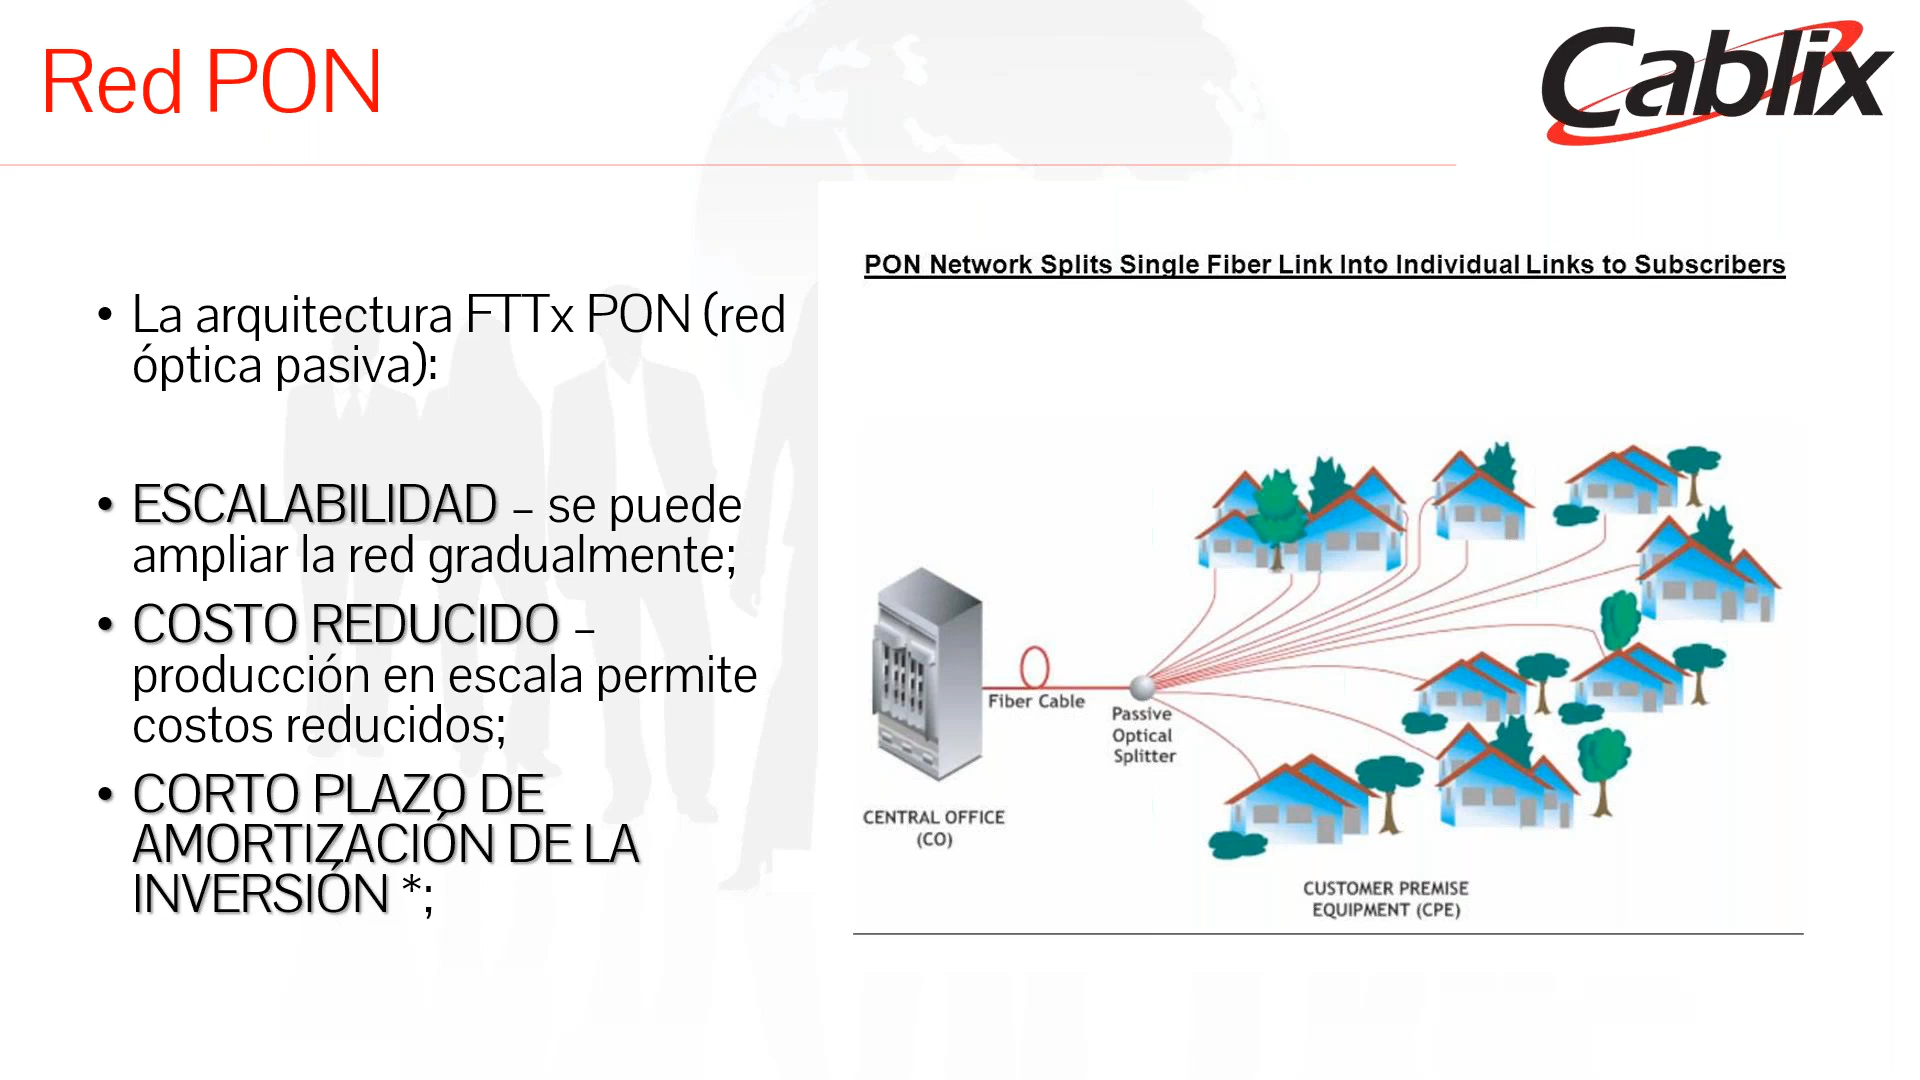 Red PON
Cablix
• La arquitectura FTTx PON (red
óptica pasiva):
• ESCALABILIDAD – se puede
ampliar la red gradualmente;
• COSTO REDUCIDO –
producción en escala permite
costos reducidos;
• CORTO PLAZO DE
AMORTIZACIÓN DE LA
INVERSIÓN *;
PON Network Splits Single Fiber Link Into Individual Links to Subscribers
Fiber Cable
Passive
Optical
Splitter
CENTRAL OFFICE
(CO)
CUSTOMER PREMISE
EQUIPMENT (CPE)